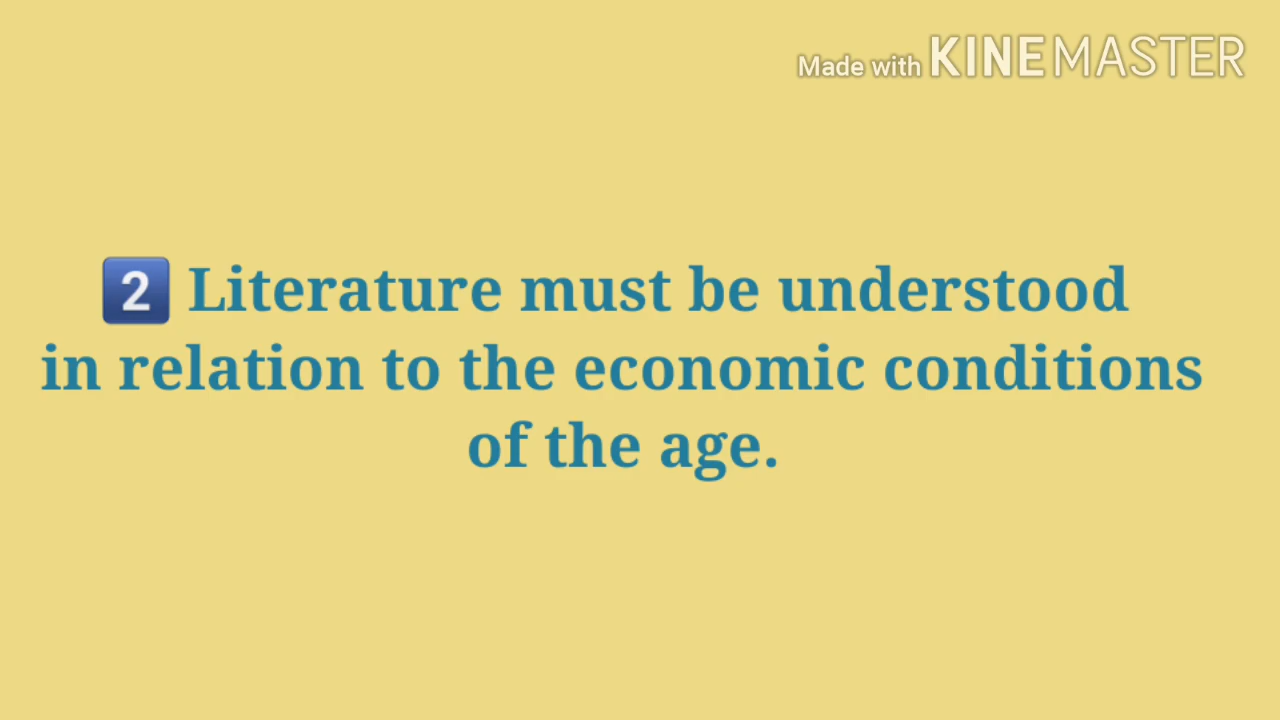 Made with KINEMASTER
2 Literature must be understood
in relation to the economic conditions
of the age.